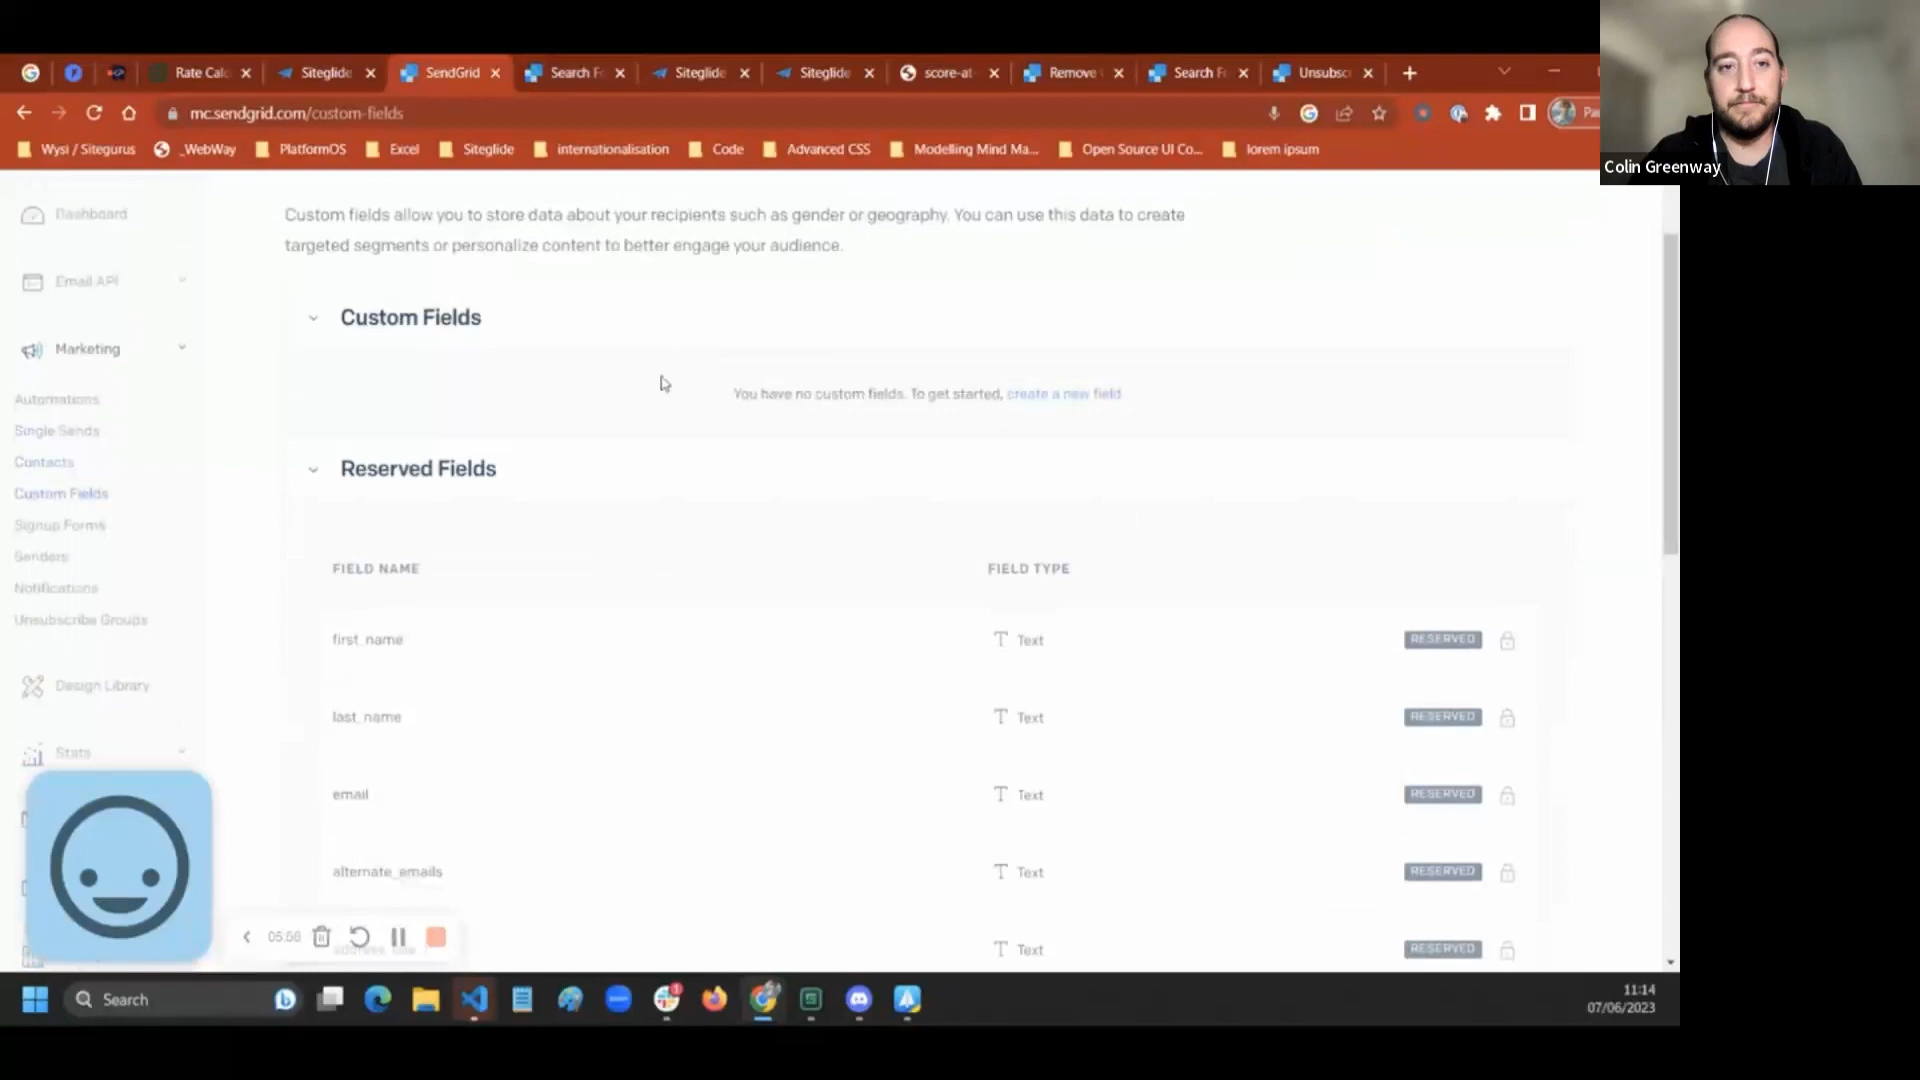 Rate Calc
Siteglide
SendGrid
Search F
Siteglide
Siteglide
score-at
Remove
Search F
Unsubsc
mc.sendgrid.com/custom-fields
Wysi / Sitegurus
_WebWay
PlatformOS
Excel
Siteglide
internationalisation
Code
Advanced CSS
Modelling Mind Ma...
Open Source UI Co...
lorem ipsum
Colin Greenway
Dashboard
Email API
Marketing
Automations
Single Sends
Contacts
Custom Fields
Signup Forms
Senders
Notifications
Unsubscribe Groups
Design Library
Stats
Custom fields allow you to store data about your recipients such as gender or geography. You can use this data to create
targeted segments or personalize content to better engage your audience.
Custom Fields
You have no custom fields. To get started, create a new field
Reserved Fields
FIELD NAME FIELD TYPE
first_name Text RESERVED
last_name Text RESERVED
email Text RESERVED
alternate_emails Text RESERVED
Text RESERVED
05:56
Search
11:14
07/06/2023